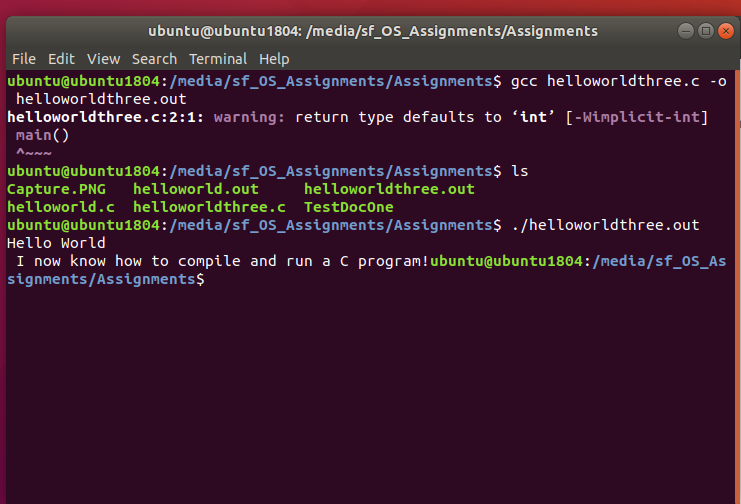 ubuntu@ubuntu1804: /media/sf_OS_Assignments/Assignments
File Edit View Search Terminal Help
ubuntu@ubuntu1804:/media/sf_OS_Assignments/Assignments$ gcc helloworldthree.c -o
 helloworldthree.out
helloworldthree.c:2:1: warning: return type defaults to ‘int’ [-Wimplicit-int]
 main()
 ^~~~
ubuntu@ubuntu1804:/media/sf_OS_Assignments/Assignments$ ls
Capture.PNG   helloworld.out     helloworldthree.out
helloworld.c  helloworldthree.c  TestDocOne
ubuntu@ubuntu1804:/media/sf_OS_Assignments/Assignments$ ./helloworldthree.out
Hello World
 I now know how to compile and run a C program!ubuntu@ubuntu1804:/media/sf_OS_As
signments/Assignments$